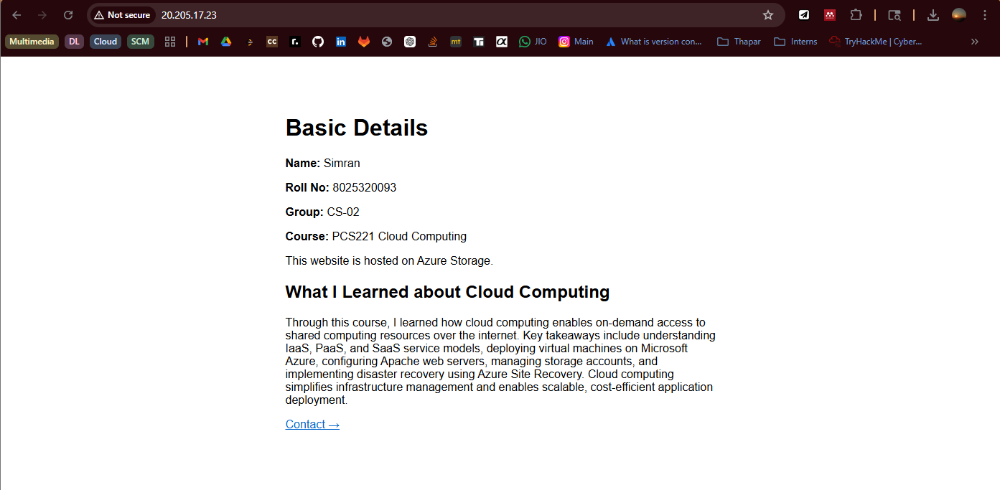 Not secure
20.205.17.23
Multimedia
DL
Cloud
SCM
cc
r.
in
mt
JIO
Main
What is version con...
Thapar
Interns
TryHackMe | Cyber...
Basic Details
Name: Simran
Roll No: 8025320093
Group: CS-02
Course: PCS221 Cloud Computing
This website is hosted on Azure Storage.
What I Learned about Cloud Computing
Through this course, I learned how cloud computing enables on-demand access to
shared computing resources over the internet. Key takeaways include understanding
IaaS, PaaS, and SaaS service models, deploying virtual machines on Microsoft
Azure, configuring Apache web servers, managing storage accounts, and
implementing disaster recovery using Azure Site Recovery. Cloud computing
simplifies infrastructure management and enables scalable, cost-efficient application
deployment.
Contact →